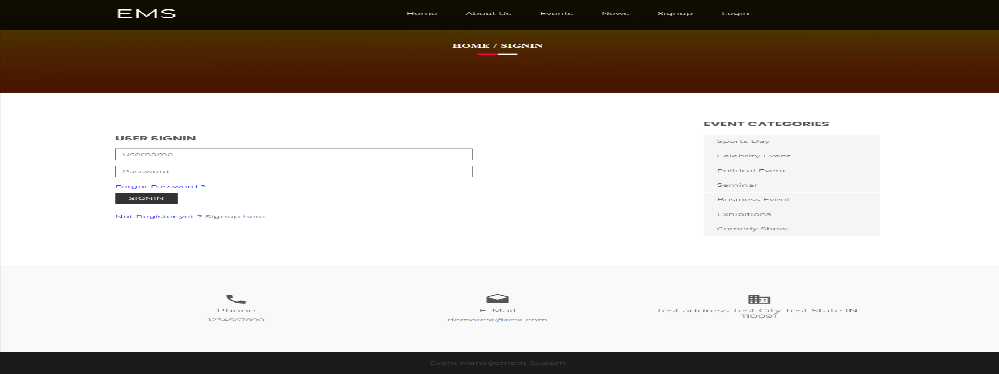 EMS
Home About Us Events News Signup Login
HOME / SIGNIN
USER SIGNIN
Username
Password
Forgot Password ?
SIGNIN
Not Register yet ? Signup here
EVENT CATEGORIES
Sports Day
Celebrity Event
Political Event
Seminar
Business Event
Exhibitions
Comedy Show
Phone
1234567890
E-Mail
demotest@test.com
Test address Test City Test State IN-
110091
Event Management System